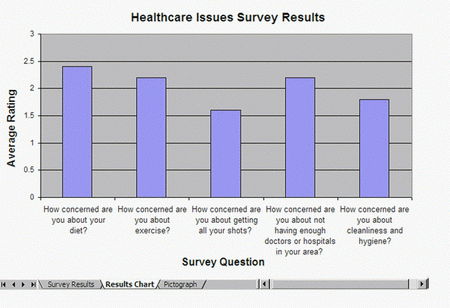 Healthcare Issues Survey Results
3
2.5
2
1.5
1
0.5
0
Average Rating
How concerned are
you about your
diet?
How concerned are
you about
exercise?
How concerned are
you about getting
all your shots?
How concerned are
you about not
having enough
doctors or hospitals
in your area?
How concerned are
you about
cleanliness and
hygiene?
Survey Question
Survey Results
Results Chart
Pictograph